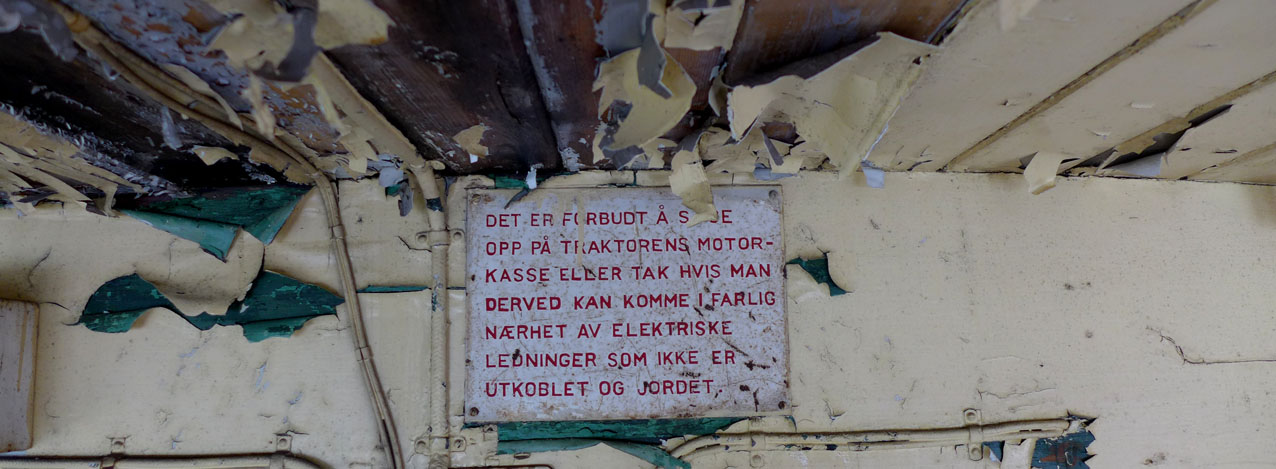 DET ER FORBUDT Å
OPP PÅ TRAKTORENS MOTOR-
KASSE ELLER TAK HVIS MAN
DERVED KAN KOMME I FARLIG
NÆRHET AV ELEKTRISKE
LEDNINGER SOM IKKE ER
UTKOBLET OG JORDET.